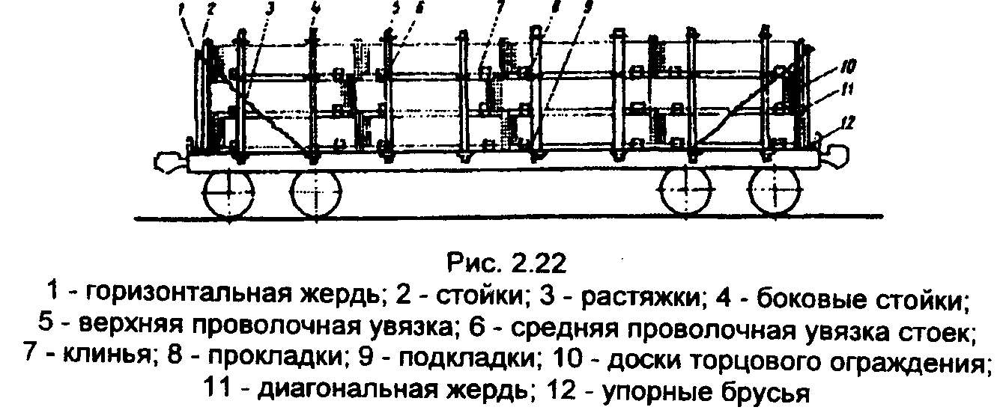 1 2 3 4 5 6 7 8 9
10
11
12
Рис. 2.22
1 - горизонтальная жердь; 2 - стойки; 3 - растяжки; 4 - боковые стойки;
5 - верхняя проволочная увязка; 6 - средняя проволочная увязка стоек;
7 - клинья; 8 - прокладки; 9 - подкладки; 10 - доски торцового ограждения;
11 - диагональная жердь; 12 - упорные брусья